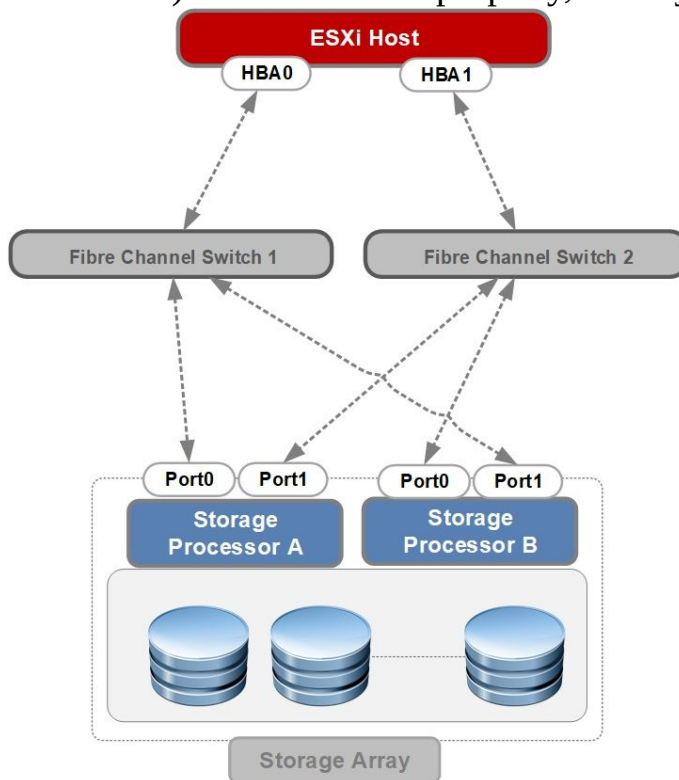 ESXi Host
HBA0 HBA1
Fibre Channel Switch 1 Fibre Channel Switch 2
Port0 Port1 Port0 Port1
Storage Storage
Processor A Processor B
Storage Array